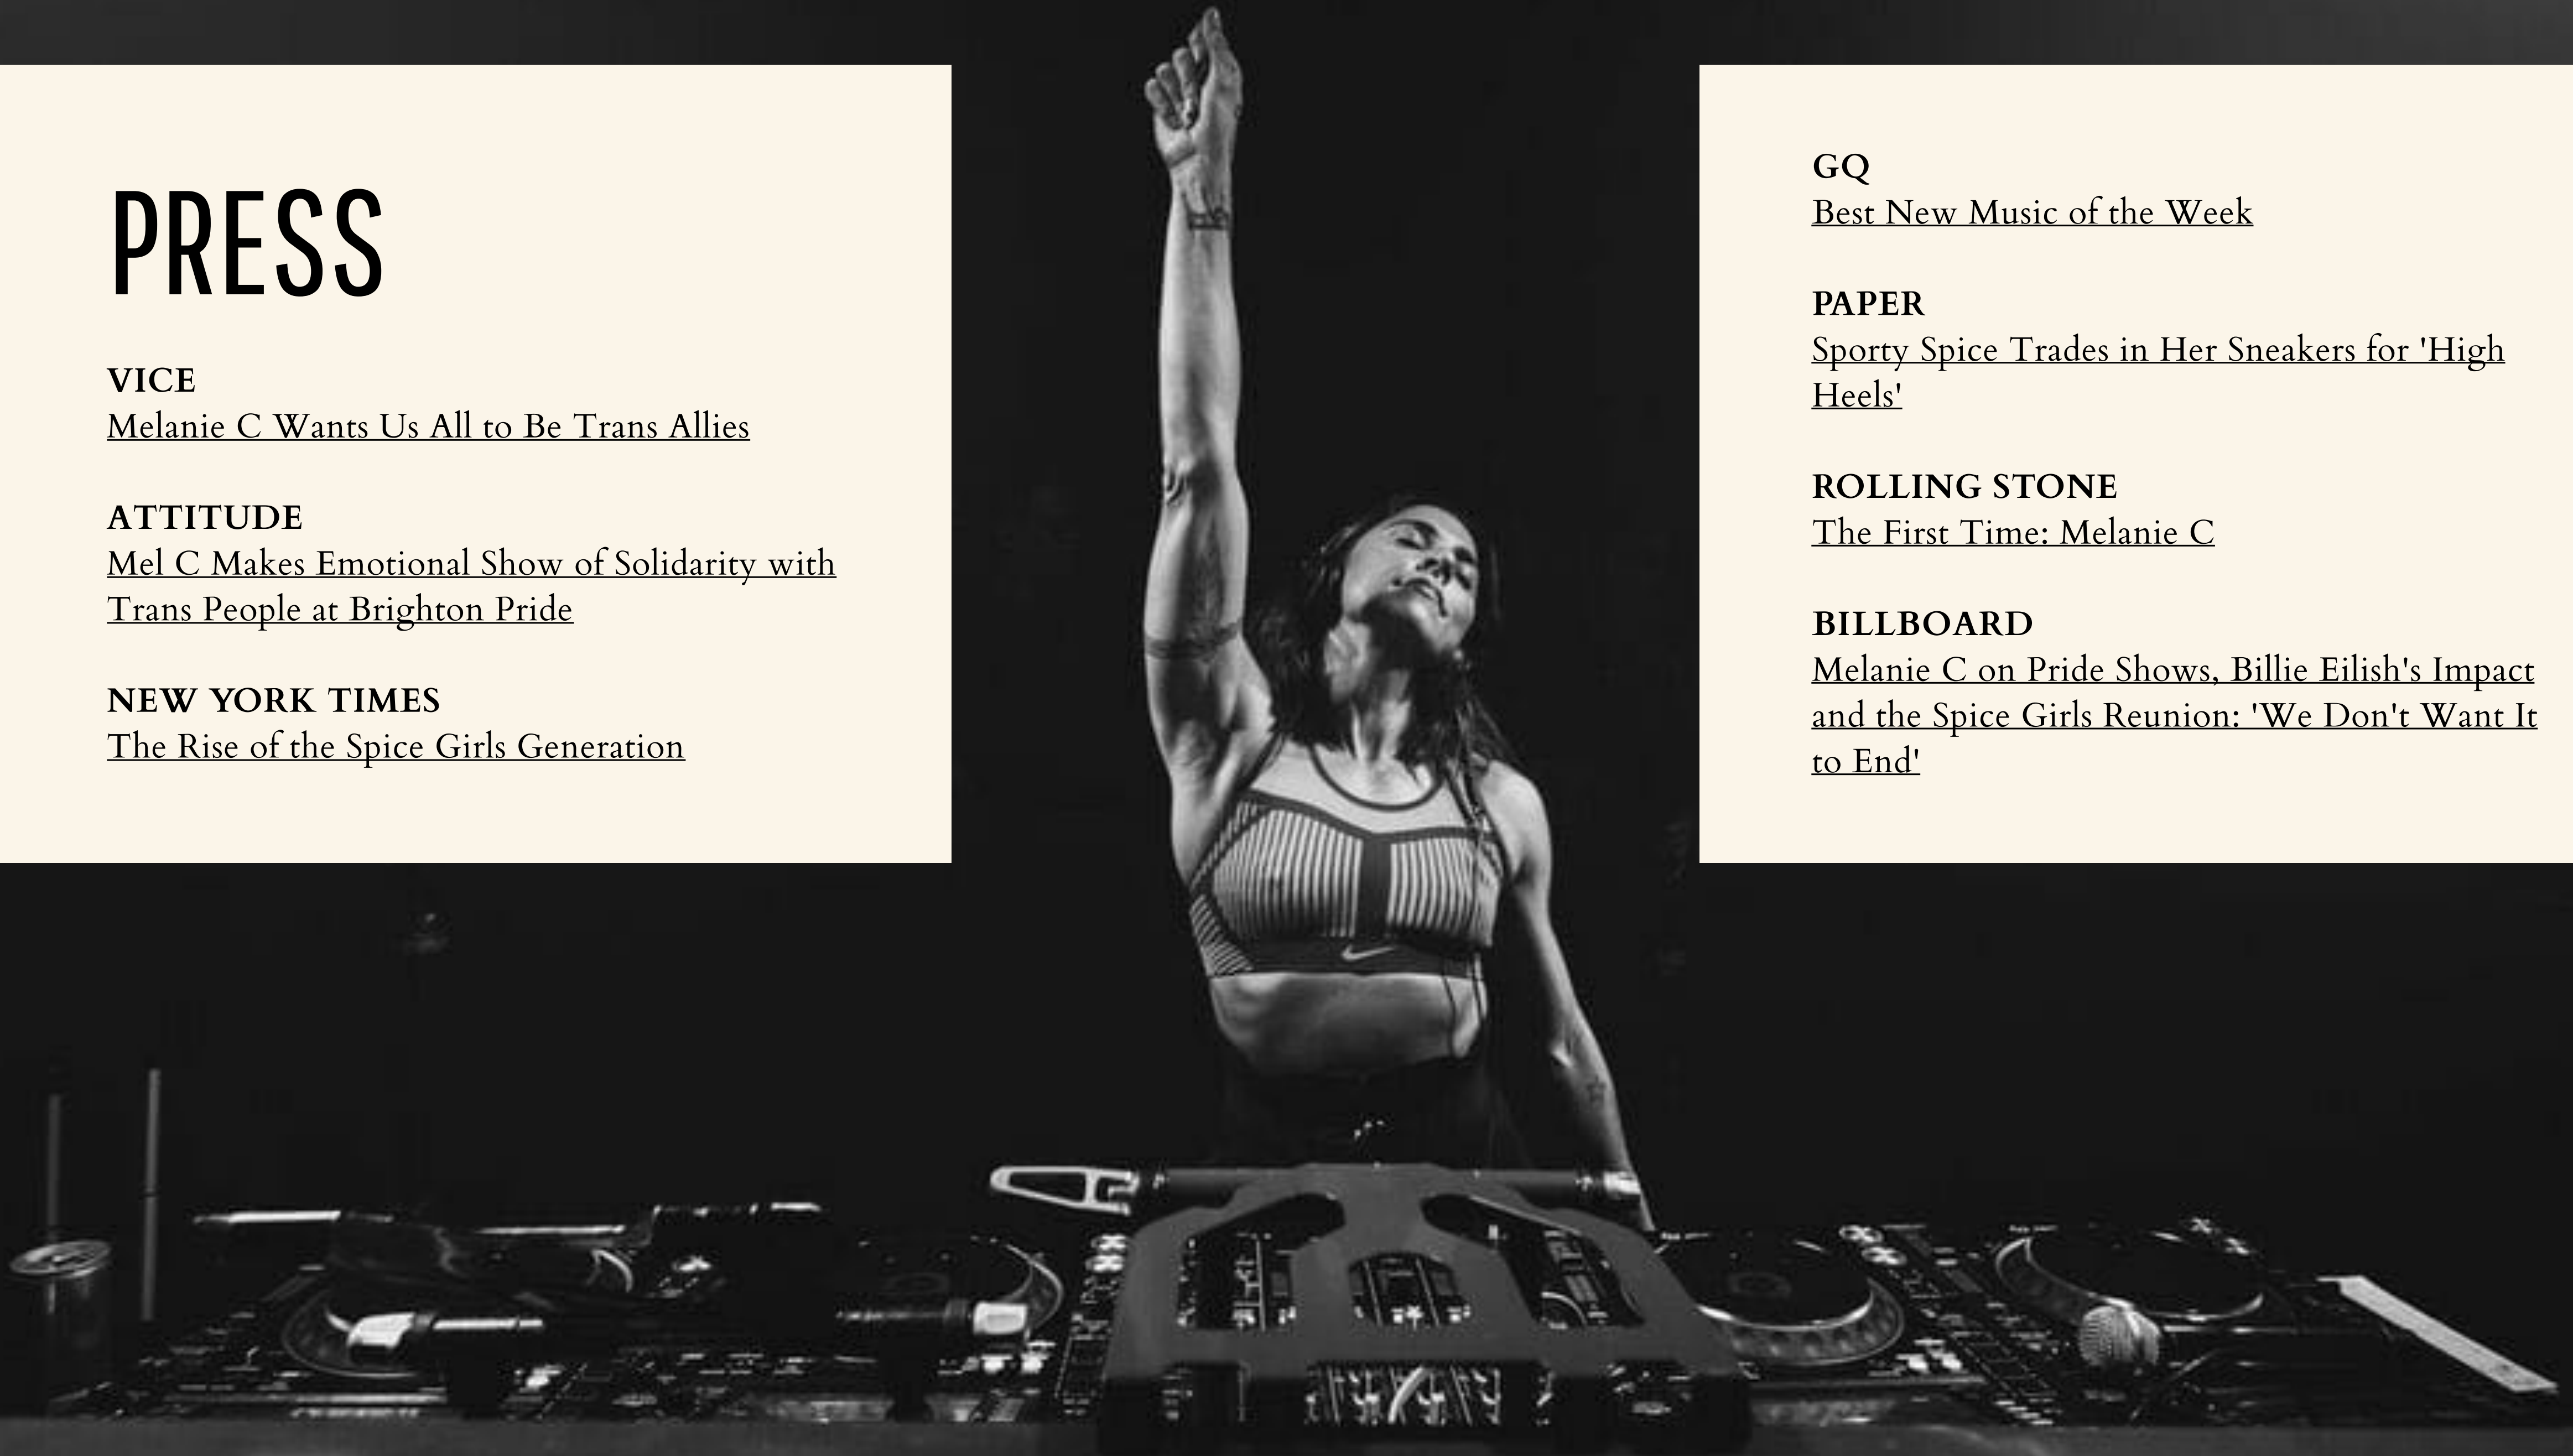 PRESS
VICE
Melanie C Wants Us All to Be Trans Allies
ATTITUDE
Mel C Makes Emotional Show of Solidarity with
Trans People at Brighton Pride
NEW YORK TIMES
The Rise of the Spice Girls Generation
GQ
Best New Music of the Week
PAPER
Sporty Spice Trades in Her Sneakers for 'High
Heels'
ROLLING STONE
The First Time: Melanie C
BILLBOARD
Melanie C on Pride Shows, Billie Eilish's Impact
and the Spice Girls Reunion: 'We Don't Want It
to End'